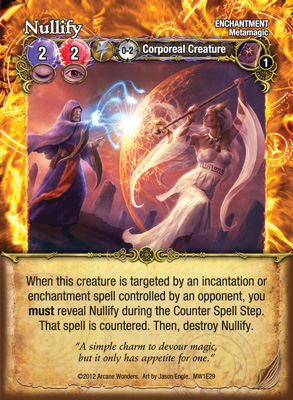 Nullify
ENCHANTMENT
Metamagic
2 2 0-2 Corporeal Creature
1
When this creature is targeted by an incantation or
enchantment spell controlled by an opponent, you
must reveal Nullify during the Counter Spell Step.
That spell is countered. Then, destroy Nullify.
"A simple charm to devour magic,
but it only has appetite for one."
©2012 Arcane Wonders. Art by Jason Engle. MW1E29